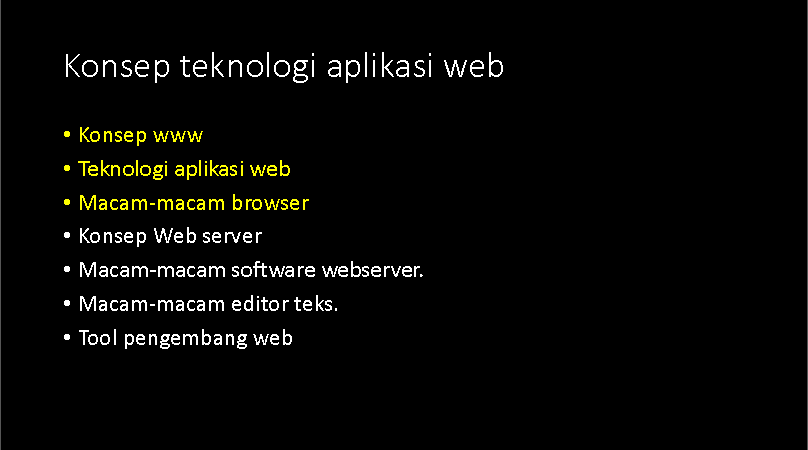 Konsep teknologi aplikasi web
• Konsep www
• Teknologi aplikasi web
• Macam-macam browser
• Konsep Web server
• Macam-macam software webserver.
• Macam-macam editor teks.
• Tool pengembang web